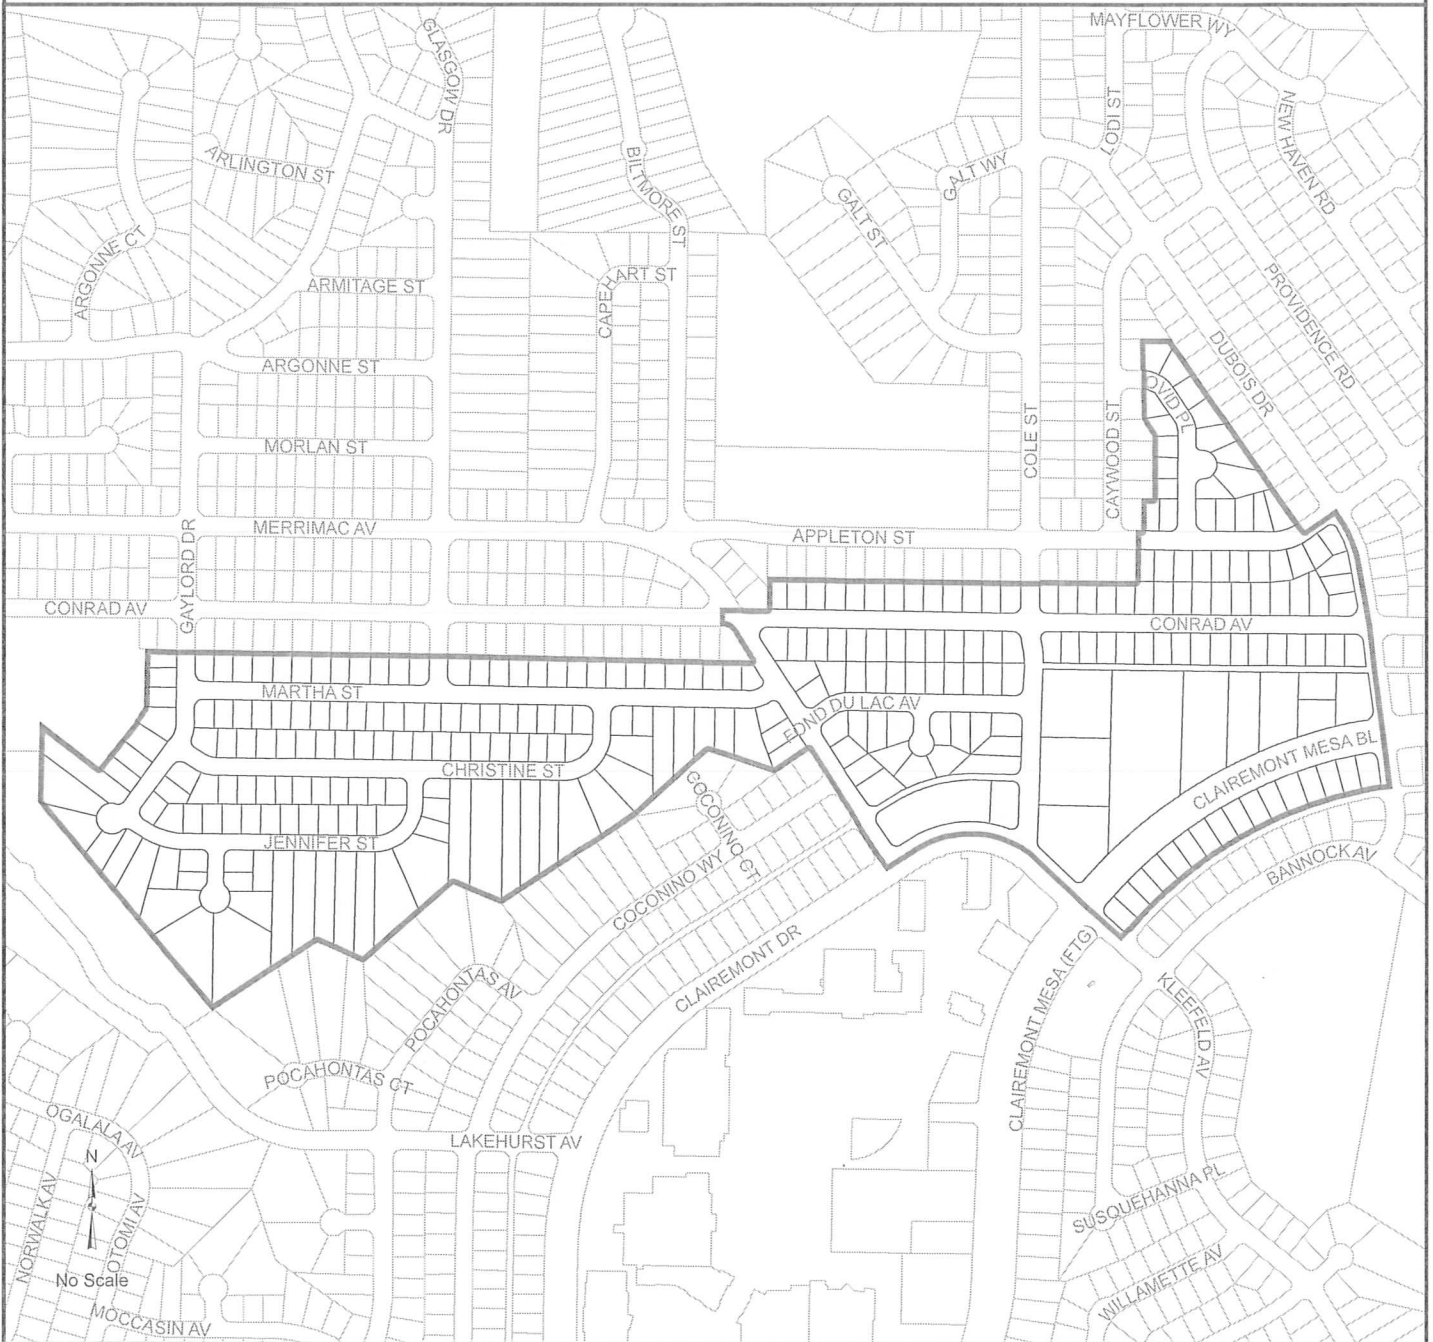 MAYFLOWER WY
GLASGOW DR
LODI ST
NEW HAVEN RD
ARLINGTON ST
BILTMORE ST
GALT WY
GALT ST
ARGONNE CT
ARMITAGE ST
CAPEHART ST
PROVIDENCE RD
ARGONNE ST
DUBOIS DR
OVID PL
MORLAN ST
COLE ST
CAYWOOD ST
MERRIMAC AV
APPLETON ST
GAYLORD DR
CONRAD AV
CONRAD AV
MARTHA ST
FOND DU LAC AV
CHRISTINE ST
CLAIREMONT MESA BL
COCONINO CT
JENNIFER ST
BANNOCK AV
COCONINO WY
CLAIREMONT DR
CLAIREMONT MESA (FTG)
POCAHONTAS AV
KLEEFELD AV
POCAHONTAS CT
OGALALA AV
LAKEHURST AV
N
NORWALK AV
OTOMI AV
SUSQUEHANNA PL
No Scale
WILLAMETTE AV
MOCCASIN AV